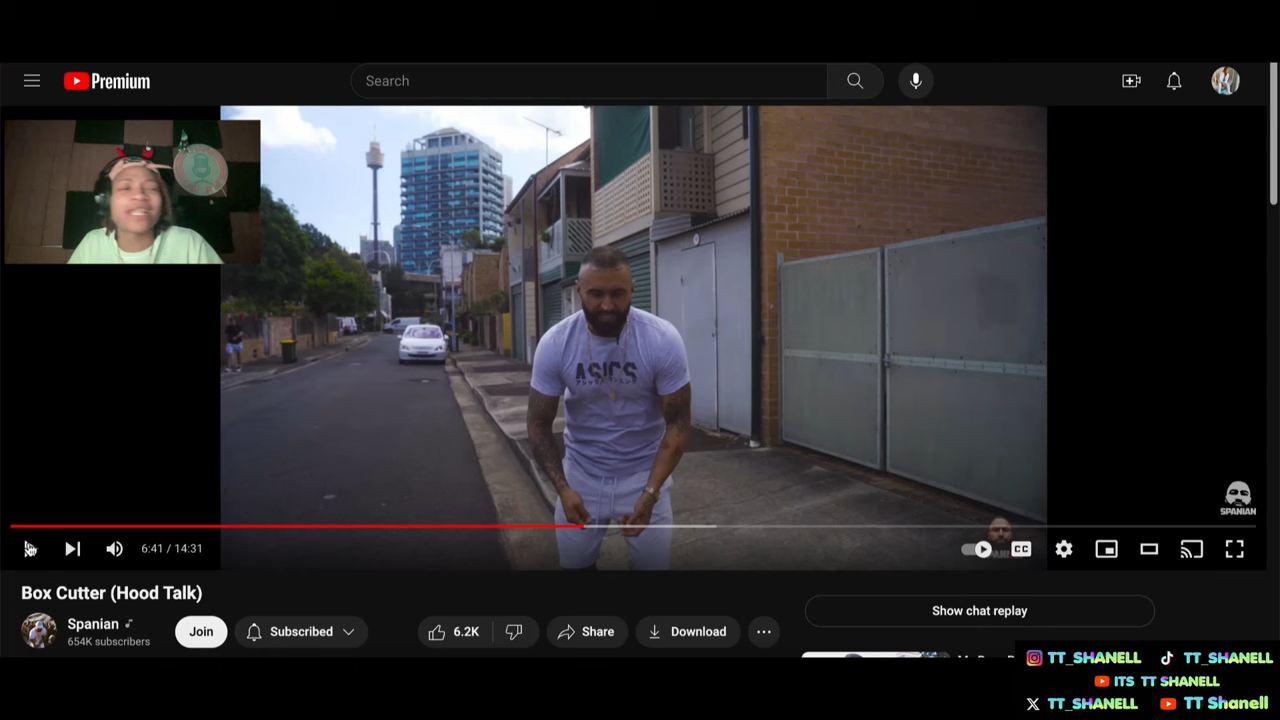 Premium
Search
ASICS
SPANIAN
6:41 / 14:31
CC
Box Cutter (Hood Talk)
Spanian
654K subscribers
Join
Subscribed
6.2K
Share
Download
Show chat replay
TT_SHANELL
TT_SHANELL
ITS TT SHANELL
TT_SHANELL
TT Shanell